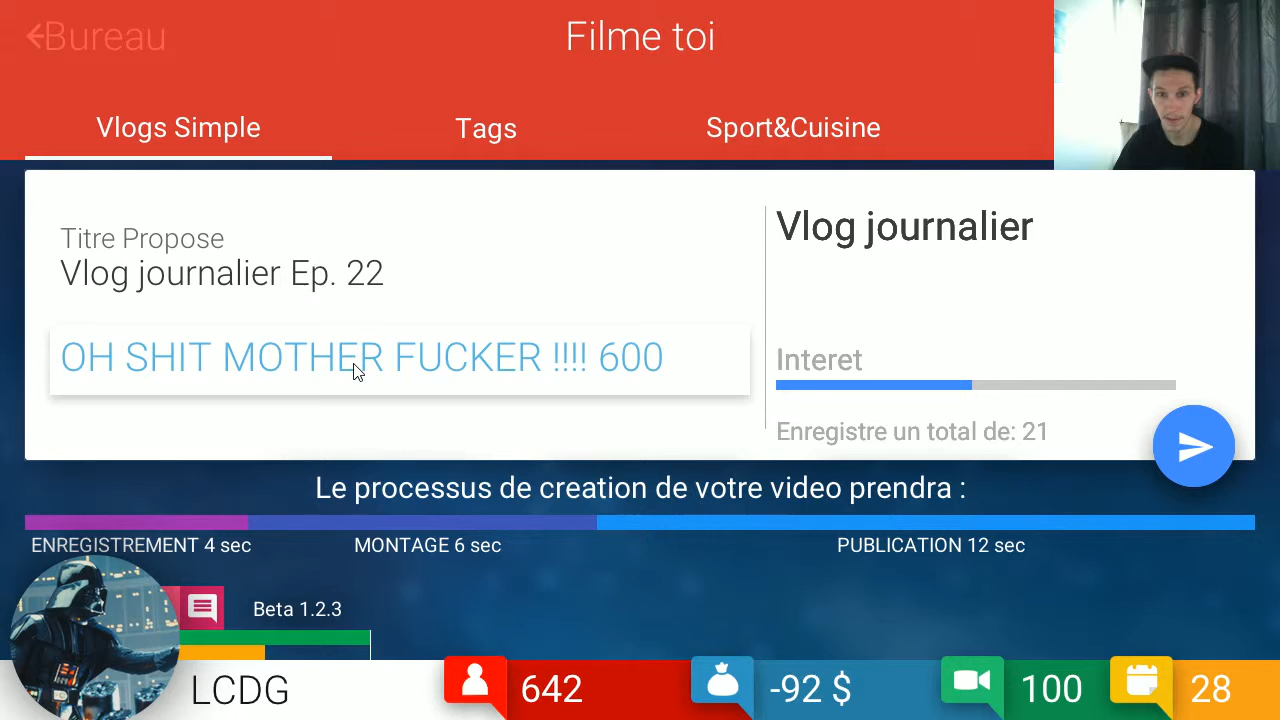 Bureau
Filme toi
Vlogs Simple
Tags
Sport&Cuisine
Titre Propose
Vlog journalier Ep. 22
OH SHIT MOTHER FUCKER !!!! 600
Vlog journalier
Interet
Enregistre un total de: 21
Le processus de creation de votre video prendra :
ENREGISTREMENT 4 sec
MONTAGE 6 sec
PUBLICATION 12 sec
Beta 1.2.3
LCDG
642
-92 $
100
28